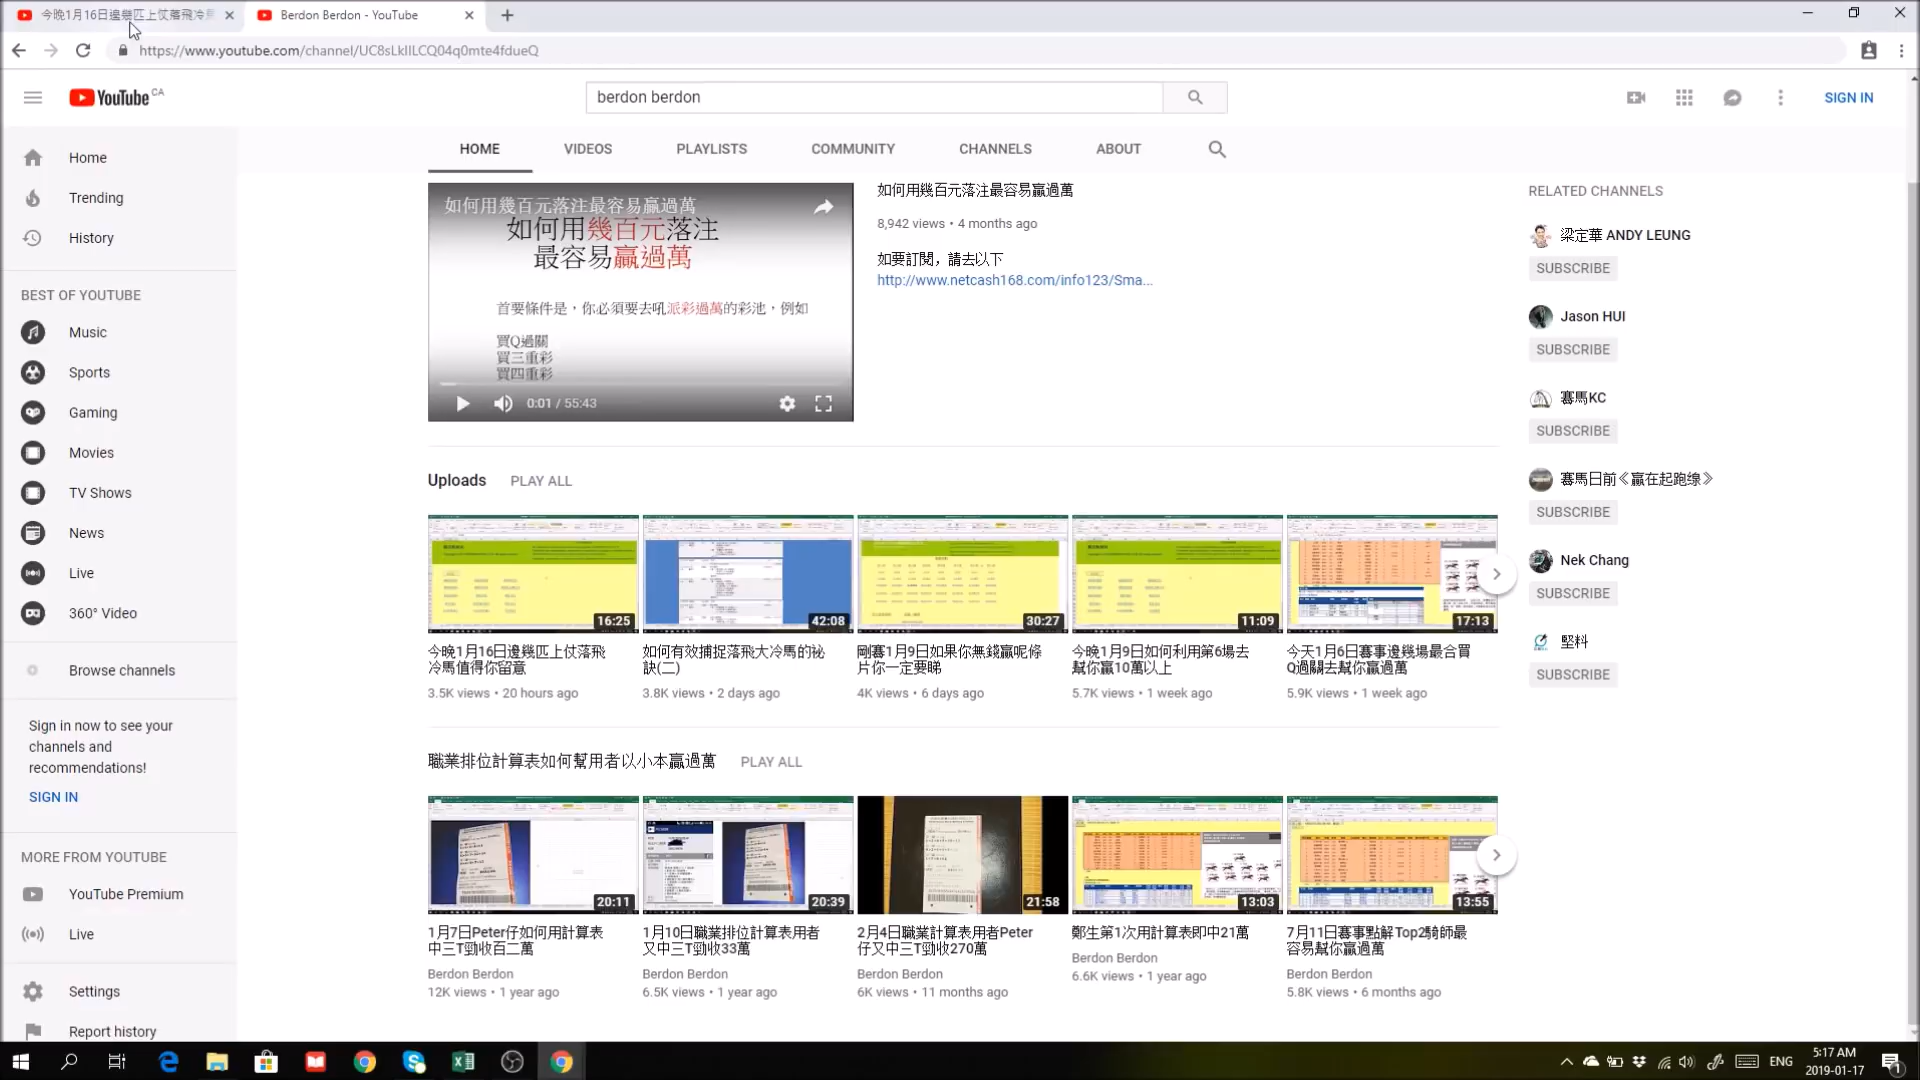 今晚1月16日邊幾匹上仗落飛冷馬
Berdon Berdon - YouTube
https://www.youtube.com/channel/UC8sLkIILCQ04q0mte4fdueQ
YouTube CA
berdon berdon
SIGN IN
HOME VIDEOS PLAYLISTS COMMUNITY CHANNELS ABOUT
Home
Trending
History
BEST OF YOUTUBE
Music
Sports
Gaming
Movies
TV Shows
News
Live
360° Video
Browse channels
Sign in now to see your
channels and
recommendations!
SIGN IN
MORE FROM YOUTUBE
YouTube Premium
Live
Settings
Report history
如何用幾百元落注最容易贏過萬
如何用幾百元落注
最容易贏過萬
首要條件是，你必須要去吼派彩過萬的彩池，例如
買Q過關
買三重彩
買四重彩
0:01 / 55:43
如何用幾百元落注最容易贏過萬
8,942 views • 4 months ago
如要訂閱，請去以下
http://www.netcash168.com/info123/Sma...
Uploads PLAY ALL
16:25
今晚1月16日邊幾匹上仗落飛
冷馬值得你留意
3.5K views • 20 hours ago
42:08
如何有效捕捉落飛大冷馬的祕
訣(二)
3.8K views • 2 days ago
30:27
剛賽1月9日如果你無錢贏呢條
片你一定要睇
4K views • 6 days ago
11:09
今晚1月9日如何利用第6場去
幫你贏10萬以上
5.7K views • 1 week ago
17:13
今天1月6日賽事邊幾場最合買
Q過關去幫你贏過萬
5.9K views • 1 week ago
職業排位計算表如何幫用者以小本贏過萬 PLAY ALL
20:11
1月7日Peter仔如何用計算表
中三T勁收百二萬
Berdon Berdon
12K views • 1 year ago
20:39
1月10日職業排位計算表用者
又中三T勁收33萬
Berdon Berdon
6.5K views • 1 year ago
21:58
2月4日職業計算表用者Peter
仔又中三T勁收270萬
Berdon Berdon
6K views • 11 months ago
13:03
鄭生第1次用計算表即中21萬
Berdon Berdon
6.6K views • 1 year ago
13:55
7月11日賽事點解Top2騎師最
容易幫你贏過萬
Berdon Berdon
5.8K views • 6 months ago
RELATED CHANNELS
梁定華 ANDY LEUNG
SUBSCRIBE
Jason HUI
SUBSCRIBE
賽馬KC
SUBSCRIBE
賽馬日前《贏在起跑線》
SUBSCRIBE
Nek Chang
SUBSCRIBE
堅料
SUBSCRIBE
ENG
5:17 AM
2019-01-17
1